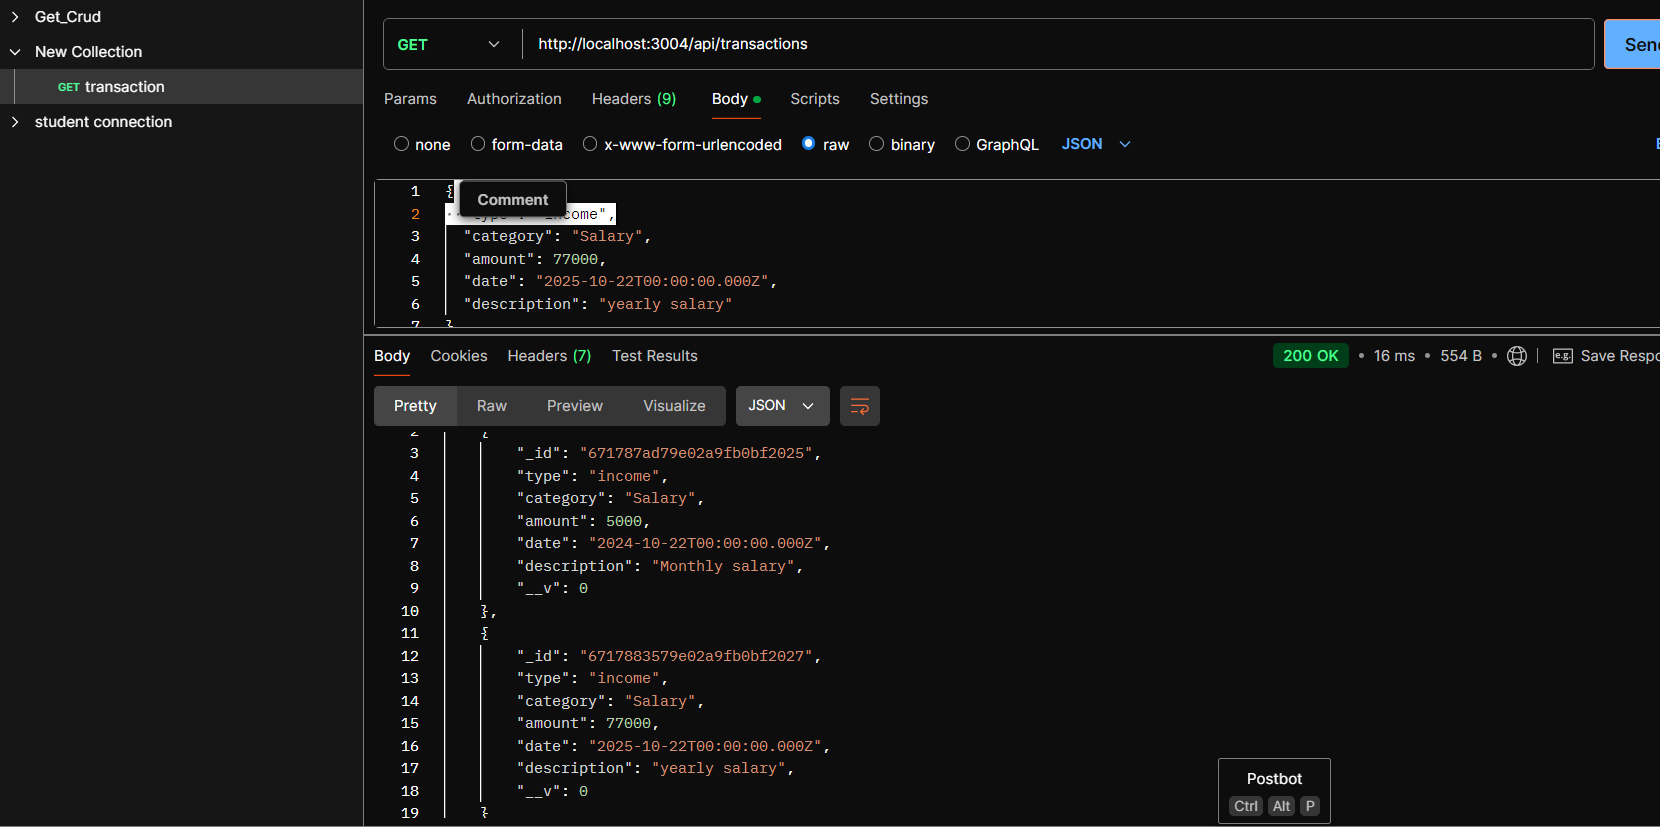 Get_Crud
New Collection
GET transaction
student connection
GET http://localhost:3004/api/transactions
Params Authorization Headers (9) Body Scripts Settings
none form-data x-www-form-urlencoded raw binary GraphQL JSON
1 {
Comment
2 income",
3 "category": "Salary",
4 "amount": 77000,
5 "date": "2025-10-22T00:00:00.000Z",
6 "description": "yearly salary"
7 }
Body Cookies Headers (7) Test Results 200 OK • 16 ms • 554 B • e.g.
Pretty Raw Preview Visualize JSON
2 {
3 "_id": "671787ad79e02a9fb0bf2025",
4 "type": "income",
5 "category": "Salary",
6 "amount": 5000,
7 "date": "2024-10-22T00:00:00.000Z",
8 "description": "Monthly salary",
9 "__v": 0
10 },
11 {
12 "_id": "6717883579e02a9fb0bf2027",
13 "type": "income",
14 "category": "Salary",
15 "amount": 77000,
16 "date": "2025-10-22T00:00:00.000Z",
17 "description": "yearly salary",
18 "__v": 0
19 }
Postbot
Ctrl Alt P